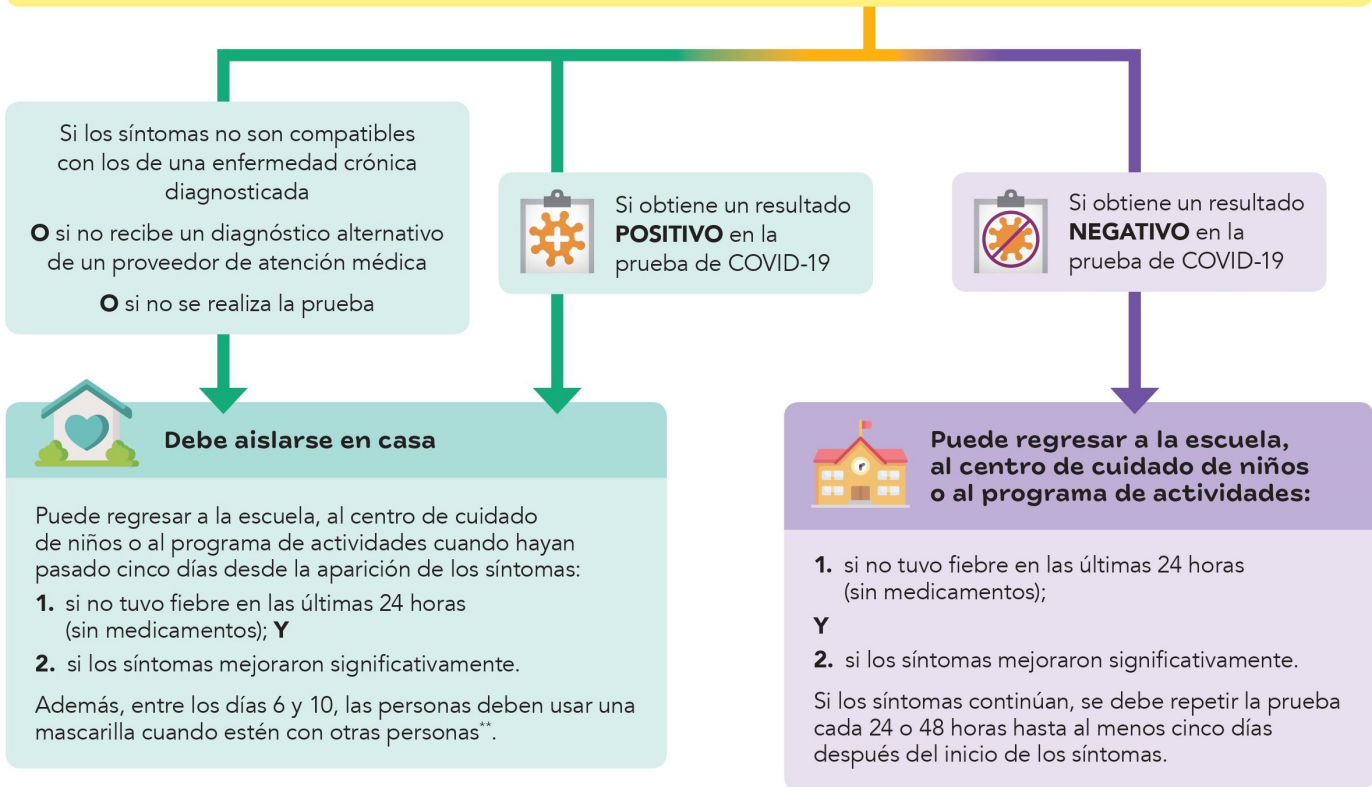 Si los síntomas no son compatibles
con los de una enfermedad crónica
diagnosticada
O si no recibe un diagnóstico alternativo
de un proveedor de atención médica
O si no se realiza la prueba
Si obtiene un resultado
POSITIVO en la
prueba de COVID-19
Si obtiene un resultado
NEGATIVO en la
prueba de COVID-19
Debe aislarse en casa
Puede regresar a la escuela, al centro de cuidado
de niños o al programa de actividades cuando hayan
pasado cinco días desde la aparición de los síntomas:
1. si no tuvo fiebre en las últimas 24 horas
(sin medicamentos); Y
2. si los síntomas mejoraron significativamente.
Además, entre los días 6 y 10, las personas deben usar una
mascarilla cuando estén con otras personas**.
Puede regresar a la escuela,
al centro de cuidado de niños
o al programa de actividades:
1. si no tuvo fiebre en las últimas 24 horas
(sin medicamentos);
Y
2. si los síntomas mejoraron significativamente.
Si los síntomas continúan, se debe repetir la prueba
cada 24 o 48 horas hasta al menos cinco días
después del inicio de los síntomas.